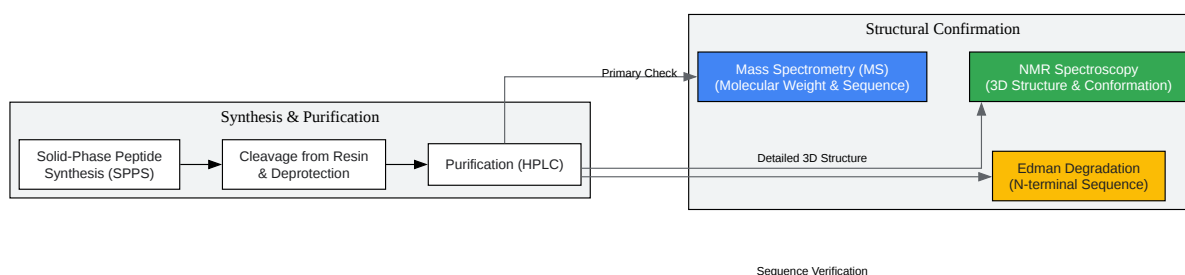 Structural Confirmation
Mass Spectrometry (MS)
(Molecular Weight & Sequence)
NMR Spectroscopy
(3D Structure & Conformation)
Primary Check
Synthesis & Purification
Solid-Phase Peptide
Synthesis (SPPS)
Cleavage from Resin
& Deprotection
Purification (HPLC)
Detailed 3D Structure
Edman Degradation
(N-terminal Sequence)
Sequence Verification